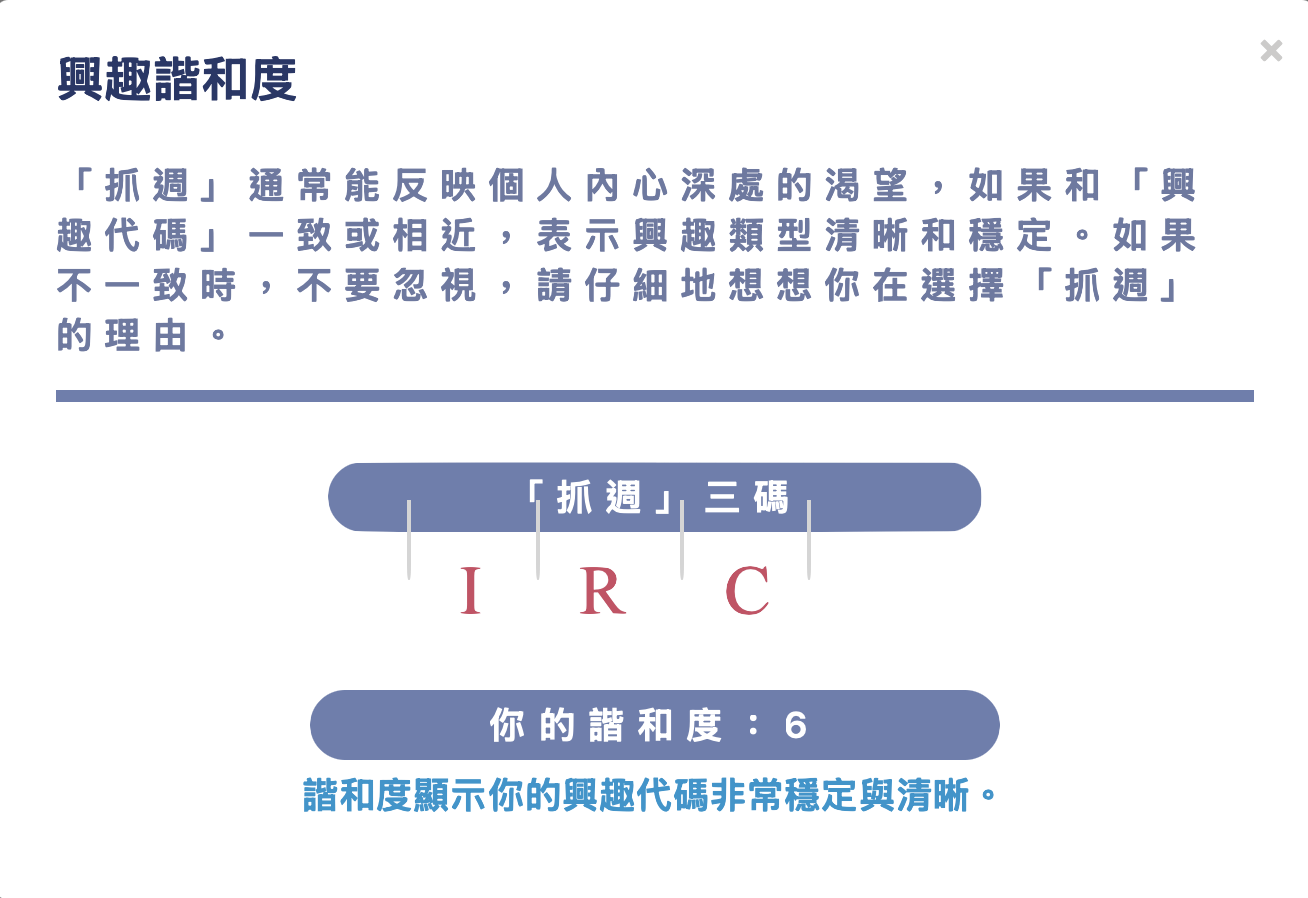 興趣諧和度
「抓週」通常能反映個人內心深處的渴望，如果和「興
趣代碼」一致或相近，表示興趣類型清晰和穩定。如果
不一致時，不要忽視，請仔細地想想你在選擇「抓週」
的理由。
「抓週」三碼
I R C
你的諧和度：6
諧和度顯示你的興趣代碼非常穩定與清晰。